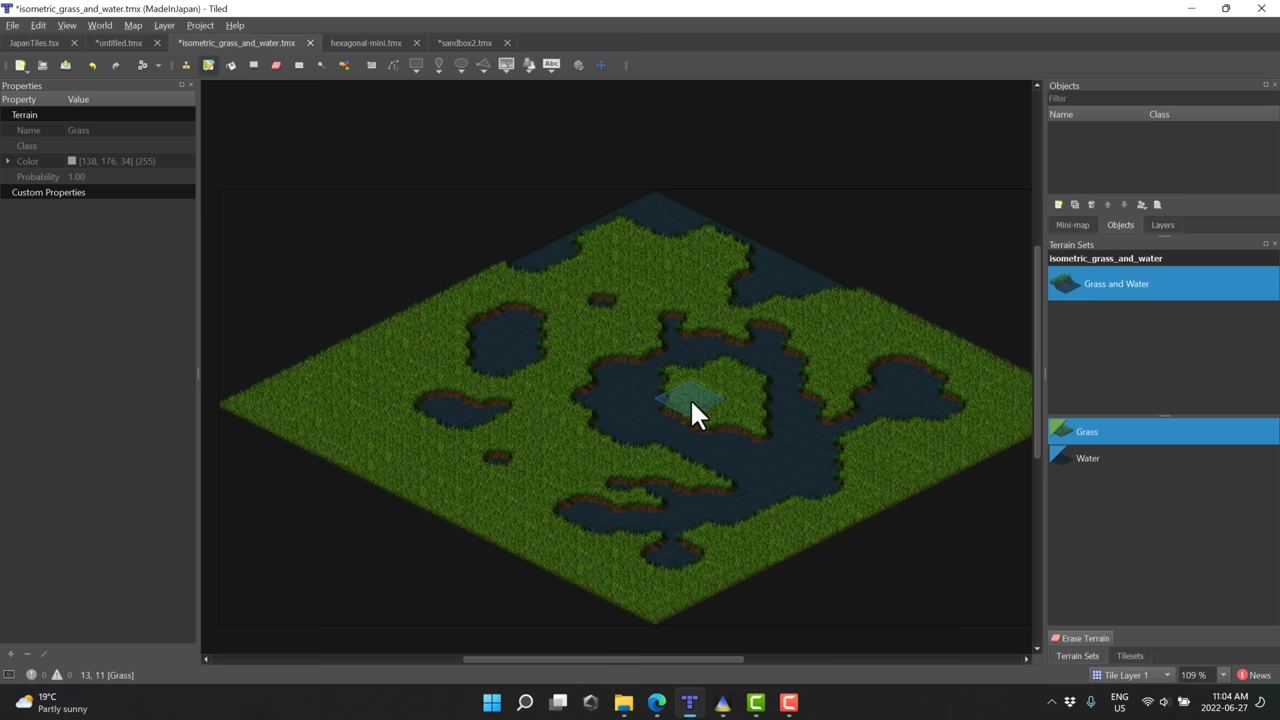 *isometric_grass_and_water.tmx (MadeInJapan) - Tiled
File Edit View World Map Layer Project Help
JapanTiles.tsx *untitled.tmx *isometric_grass_and_water.tmx hexagonal-mini.tmx *sandbox2.tmx
Abc
Properties
Property Value
Terrain
Name Grass
Class
Color [138, 176, 34] (255)
Probability 1.00
Custom Properties
Objects
Filter
Name Class
Mini-map Objects Layers
Terrain Sets
isometric_grass_and_water
Grass and Water
Grass
Water
Erase Terrain
Terrain Sets Tilesets
0 0 13, 11 [Grass]
Tile Layer 1 109 % News
19°C
Partly sunny
ENG
US
11:04 AM
2022-06-27